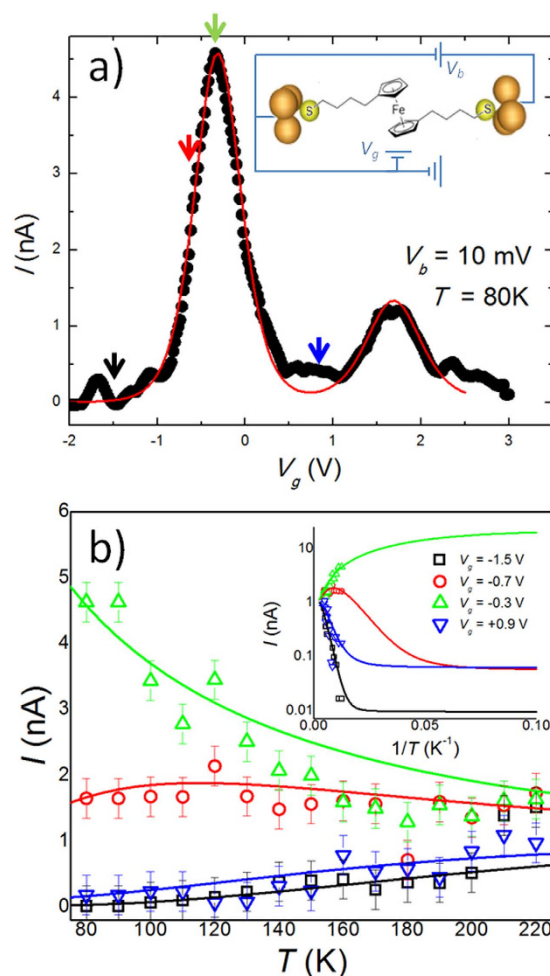 a)
V_b
S
Fe
S
V_g
V_b = 10 mV
T = 80K
I (nA)
4
3
2
1
0
-2
-1
0
1
2
3
V_g (V)
b)
I (nA)
6
5
4
3
2
1
0
80
100
120
140
160
180
200
220
T (K)
I (nA)
10
1
0.1
0.01
V_g = -1.5 V
V_g = -0.7 V
V_g = -0.3 V
V_g = +0.9 V
0.00
0.05
0.10
1/T (K⁻¹)